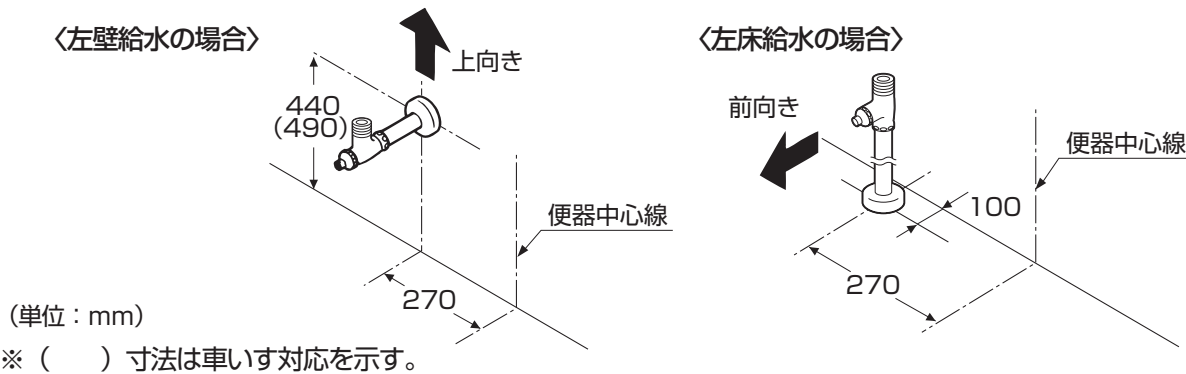 〈左壁給水の場合〉
上向き
440
(490)
便器中心線
270
〈左床給水の場合〉
前向き
便器中心線
100
270
（単位：mm）
※（　　）寸法は車いす対応を示す。